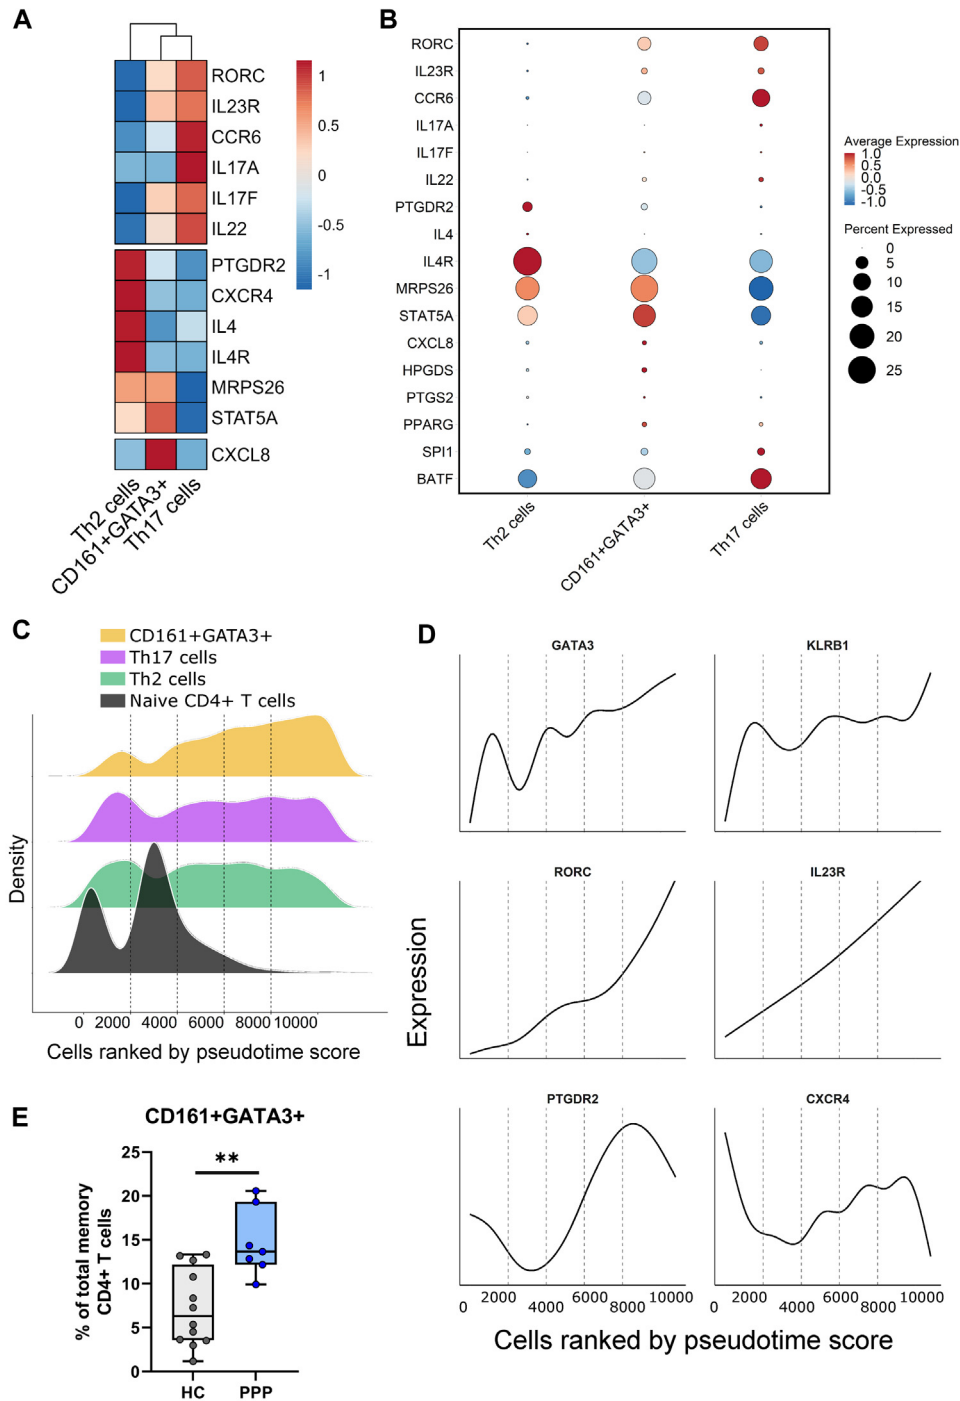 A
RORC
IL23R
CCR6
IL17A
IL17F
IL22
PTGDR2
CXCR4
IL4
IL4R
MRPS26
STAT5A
CXCL8
1
0.5
0
-0.5
-1
Th2 cells
CD161+GATA3+
Th17 cells
B
RORC
IL23R
CCR6
IL17A
IL17F
IL22
PTGDR2
IL4
IL4R
MRPS26
STAT5A
CXCL8
HPGDS
PTGS2
PPARG
SPI1
BATF
Th2 cells
CD161+GATA3+
Th17 cells
Average Expression
1.0
0.5
0.0
-0.5
-1.0
Percent Expressed
0
5
10
15
20
25
C
CD161+GATA3+
Th17 cells
Th2 cells
Naive CD4+ T cells
Density
0 2000 4000 6000 8000 10000
Cells ranked by pseudotime score
D
GATA3
KLRB1
RORC
IL23R
PTGDR2
CXCR4
Expression
0 2000 4000 6000 8000 10000
0 2000 4000 6000 8000 10000
Cells ranked by pseudotime score
E
CD161+GATA3+
% of total memory
CD4+ T cells
25
20
15
10
5
0
**
HC PPP